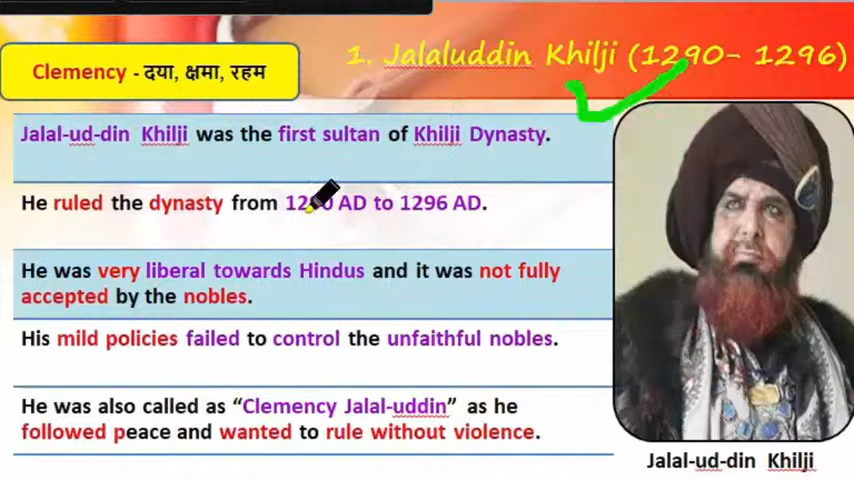 1. Jalaluddin Khilji (1290- 1296)
Clemency - दया, क्षमा, रहम
Jalal-ud-din Khilji was the first sultan of Khilji Dynasty.
He ruled the dynasty from AD to 1296 AD.
He was very liberal towards Hindus and it was not fully
accepted by the nobles.
His mild policies failed to control the unfaithful nobles.
He was also called as “Clemency Jalal-uddin” as he
followed peace and wanted to rule without violence.
Jalal-ud-din Khilji